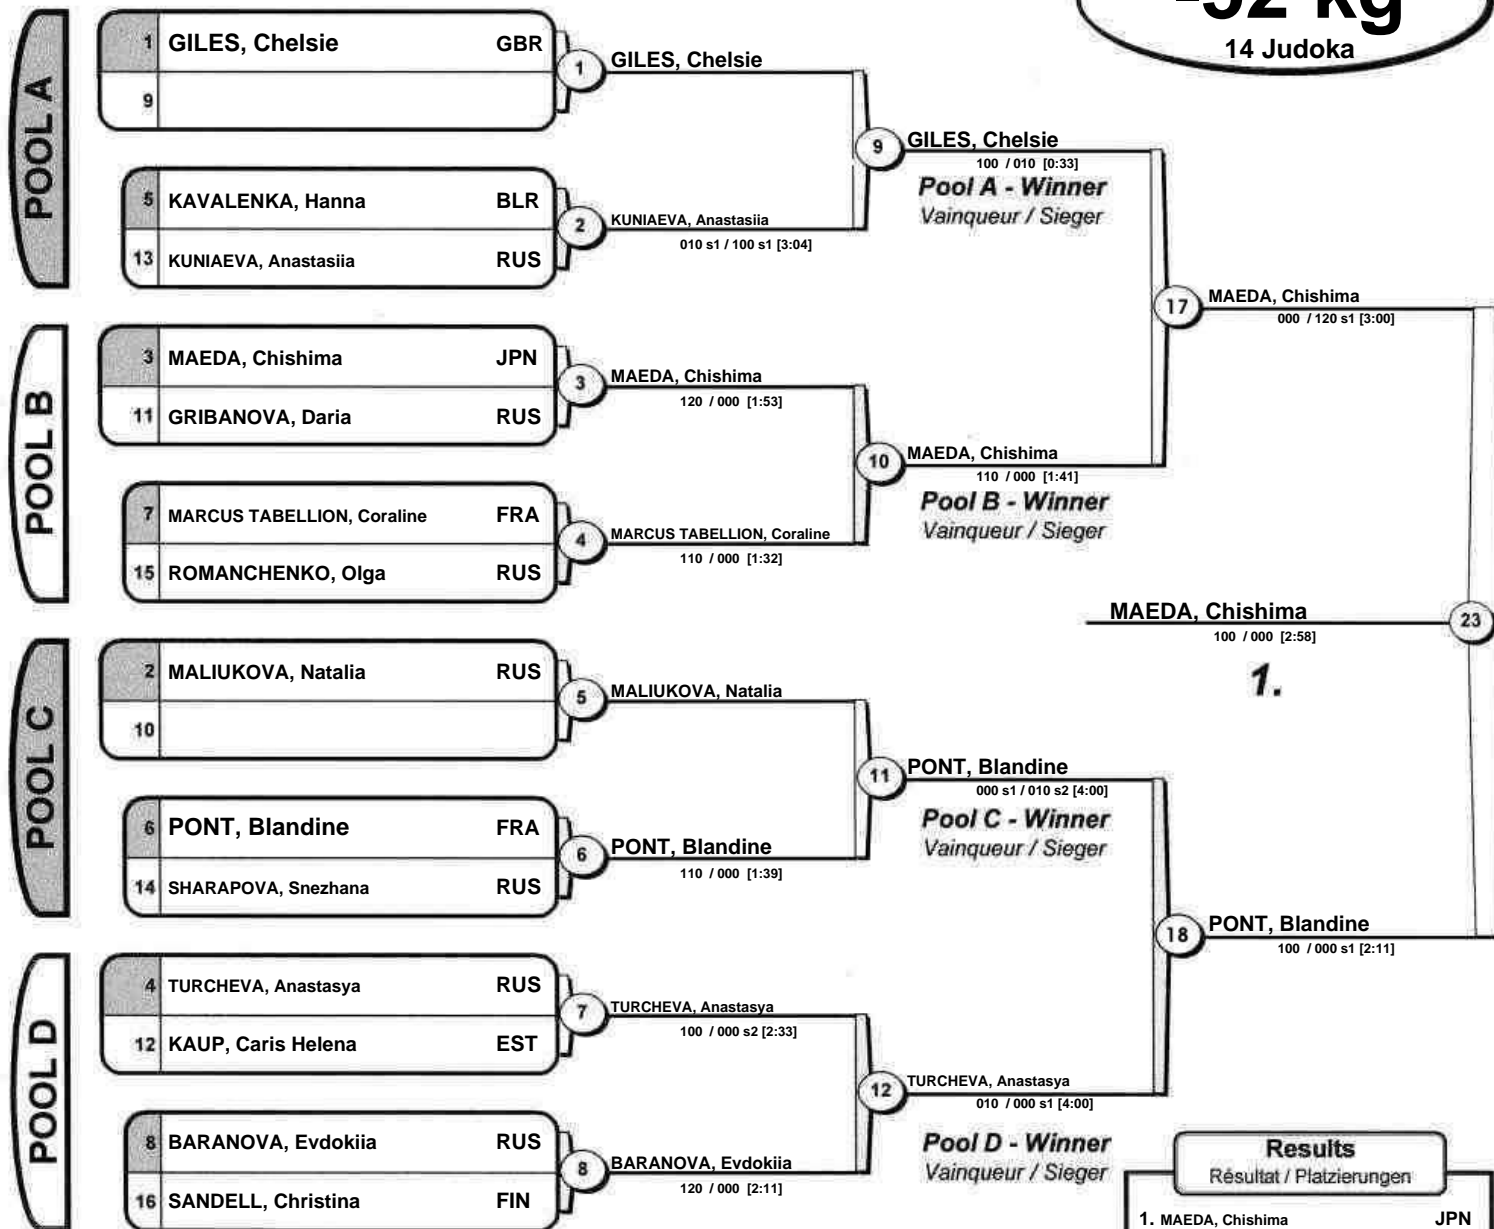 -52 kg
14 Judoka
POOL A
1 GILES, Chelsie GBR
9
5 KAVALENKA, Hanna BLR
13 KUNIAEVA, Anastasiia RUS
1 GILES, Chelsie
2 KUNIAEVA, Anastasiia
010 s1 / 100 s1 [3:04]
9 GILES, Chelsie
100 / 010 [0:33]
Pool A - Winner
Vainqueur / Sieger
POOL B
3 MAEDA, Chishima JPN
11 GRIBANOVA, Daria RUS
7 MARCUS TABELLION, Coraline FRA
15 ROMANCHENKO, Olga RUS
3 MAEDA, Chishima
120 / 000 [1:53]
4 MARCUS TABELLION, Coraline
110 / 000 [1:32]
10 MAEDA, Chishima
110 / 000 [1:41]
Pool B - Winner
Vainqueur / Sieger
17 MAEDA, Chishima
000 / 120 s1 [3:00]
MAEDA, Chishima 23
100 / 000 [2:58]
1.
POOL C
2 MALIUKOVA, Natalia RUS
10
6 PONT, Blandine FRA
14 SHARAPOVA, Snezhana RUS
5 MALIUKOVA, Natalia
6 PONT, Blandine
110 / 000 [1:39]
11 PONT, Blandine
000 s1 / 010 s2 [4:00]
Pool C - Winner
Vainqueur / Sieger
18 PONT, Blandine
100 / 000 s1 [2:11]
POOL D
4 TURCHEVA, Anastasya RUS
12 KAUP, Caris Helena EST
8 BARANOVA, Evdokiia RUS
16 SANDELL, Christina FIN
7 TURCHEVA, Anastasya
100 / 000 s2 [2:33]
8 BARANOVA, Evdokiia
120 / 000 [2:11]
12 TURCHEVA, Anastasya
010 / 000 s1 [4:00]
Pool D - Winner
Vainqueur / Sieger
Results
Résultat / Platzierungen
1. MAEDA, Chishima JPN